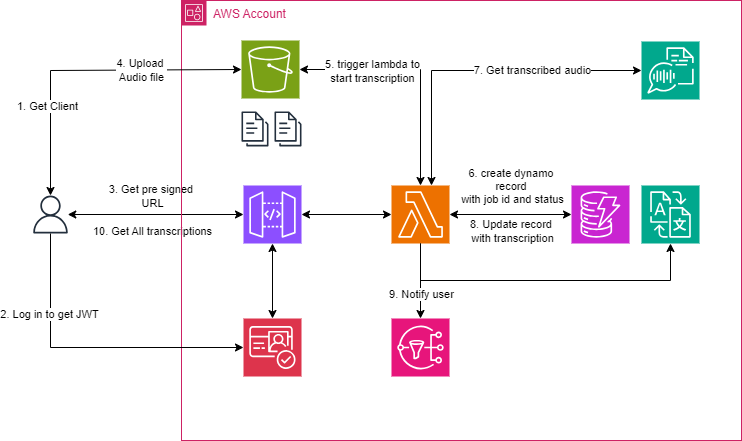 AWS Account
4. Upload
Audio file
5. trigger lambda to
start transcription
7. Get transcribed audio
1. Get Client
3. Get pre signed
URL
6. create dynamo
record
with job id and status
10. Get All transcriptions
8. Update record
with transcription
A
文
2. Log in to get JWT
9. Notify user